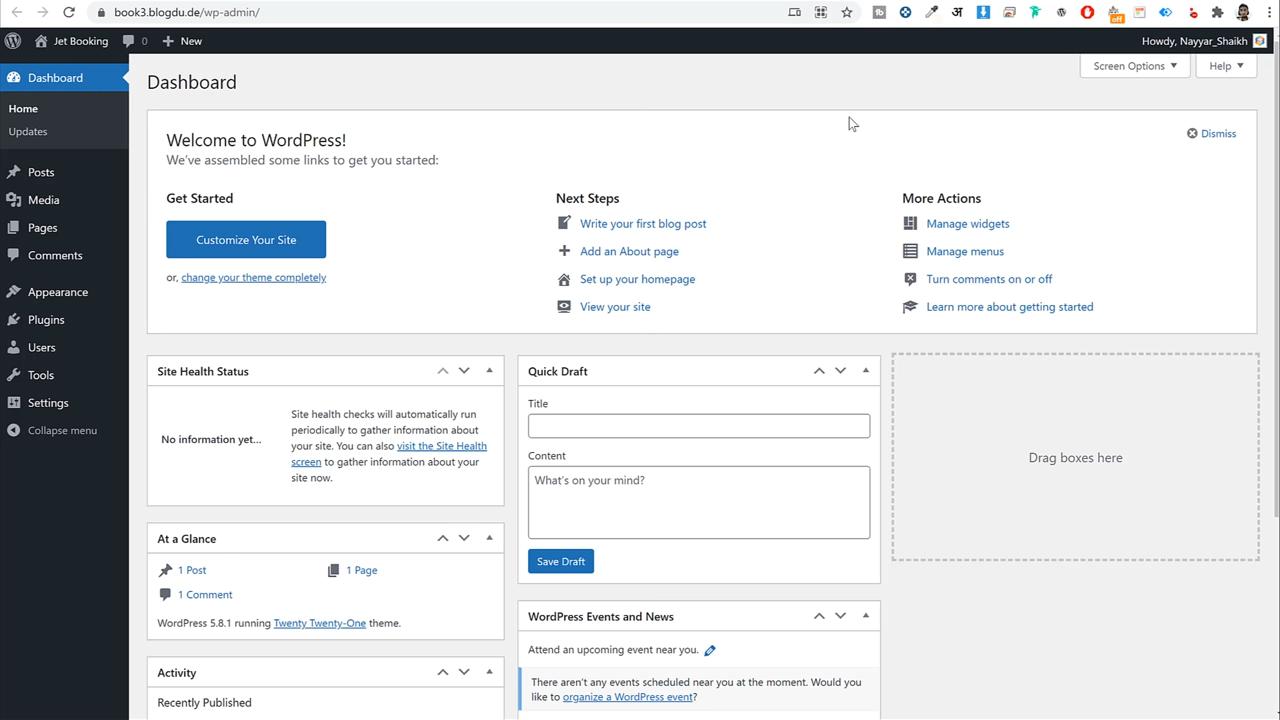 book3.blogdu.de/wp-admin/
अ
off
Jet Booking
0
New
Howdy, Nayyar_Shaikh
Dashboard
Home
Updates
Posts
Media
Pages
Comments
Appearance
Plugins
Users
Tools
Settings
Collapse menu
Screen Options
Help
Dashboard
Welcome to WordPress!
We've assembled some links to get you started:
Dismiss
Get Started
Customize Your Site
or, change your theme completely
Next Steps
Write your first blog post
Add an About page
Set up your homepage
View your site
More Actions
Manage widgets
Manage menus
Turn comments on or off
Learn more about getting started
Site Health Status
No information yet...
Site health checks will automatically run
periodically to gather information about
your site. You can also visit the Site Health
screen to gather information about your
site now.
At a Glance
1 Post
1 Page
1 Comment
WordPress 5.8.1 running Twenty Twenty-One theme.
Activity
Recently Published
Quick Draft
Title
Content
What's on your mind?
Save Draft
WordPress Events and News
Attend an upcoming event near you.
There aren't any events scheduled near you at the moment. Would you
like to organize a WordPress event?
Drag boxes here